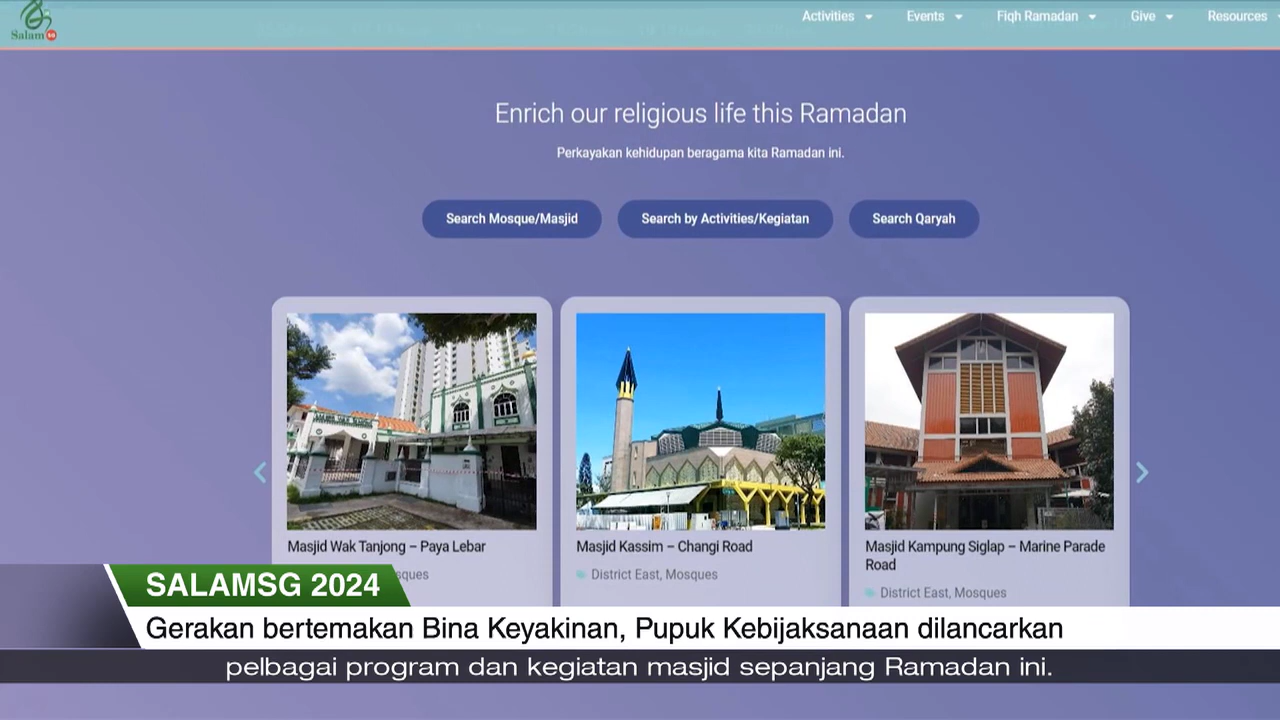 Salam SG
Activities Events Fiqh Ramadan Give Resources
Enrich our religious life this Ramadan
Perkayakan kehidupan beragama kita Ramadan ini.
Search Mosque/Masjid Search by Activities/Kegiatan Search Qaryah
Masjid Wak Tanjong – Paya Lebar
Masjid Kassim – Changi Road
District East, Mosques
Masjid Kampung Siglap – Marine Parade
Road
District East, Mosques
SALAMSG 2024
Gerakan bertemakan Bina Keyakinan, Pupuk Kebijaksanaan dilancarkan
pelbagai program dan kegiatan masjid sepanjang Ramadan ini.